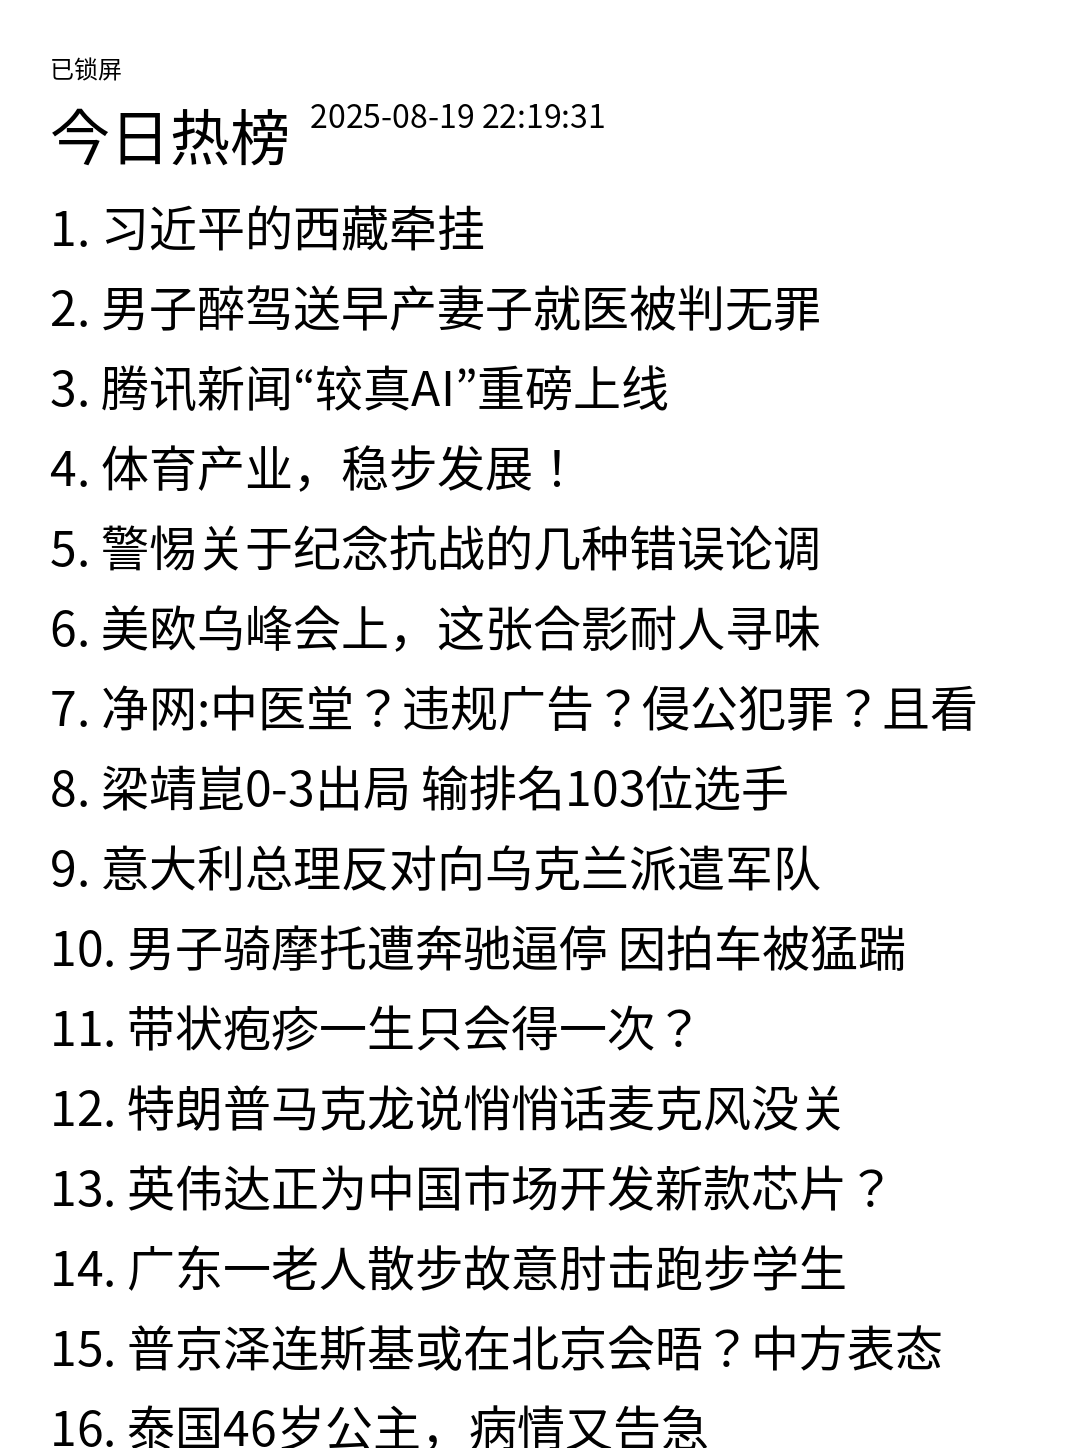 已锁屏
今日热榜 2025-08-19 22:19:31
1. 习近平的西藏牵挂
2. 男子醉驾送早产妻子就医被判无罪
3. 腾讯新闻“较真AI”重磅上线
4. 体育产业，稳步发展！
5. 警惕关于纪念抗战的几种错误论调
6. 美欧乌峰会上，这张合影耐人寻味
7. 净网:中医堂？违规广告？侵公犯罪？且看
8. 梁靖崑0-3出局 输排名103位选手
9. 意大利总理反对向乌克兰派遣军队
10. 男子骑摩托遭奔驰逼停 因拍车被猛踹
11. 带状疱疹一生只会得一次？
12. 特朗普马克龙说悄悄话麦克风没关
13. 英伟达正为中国市场开发新款芯片？
14. 广东一老人散步故意肘击跑步学生
15. 普京泽连斯基或在北京会晤？中方表态
16. 泰国46岁公主，病情又告急